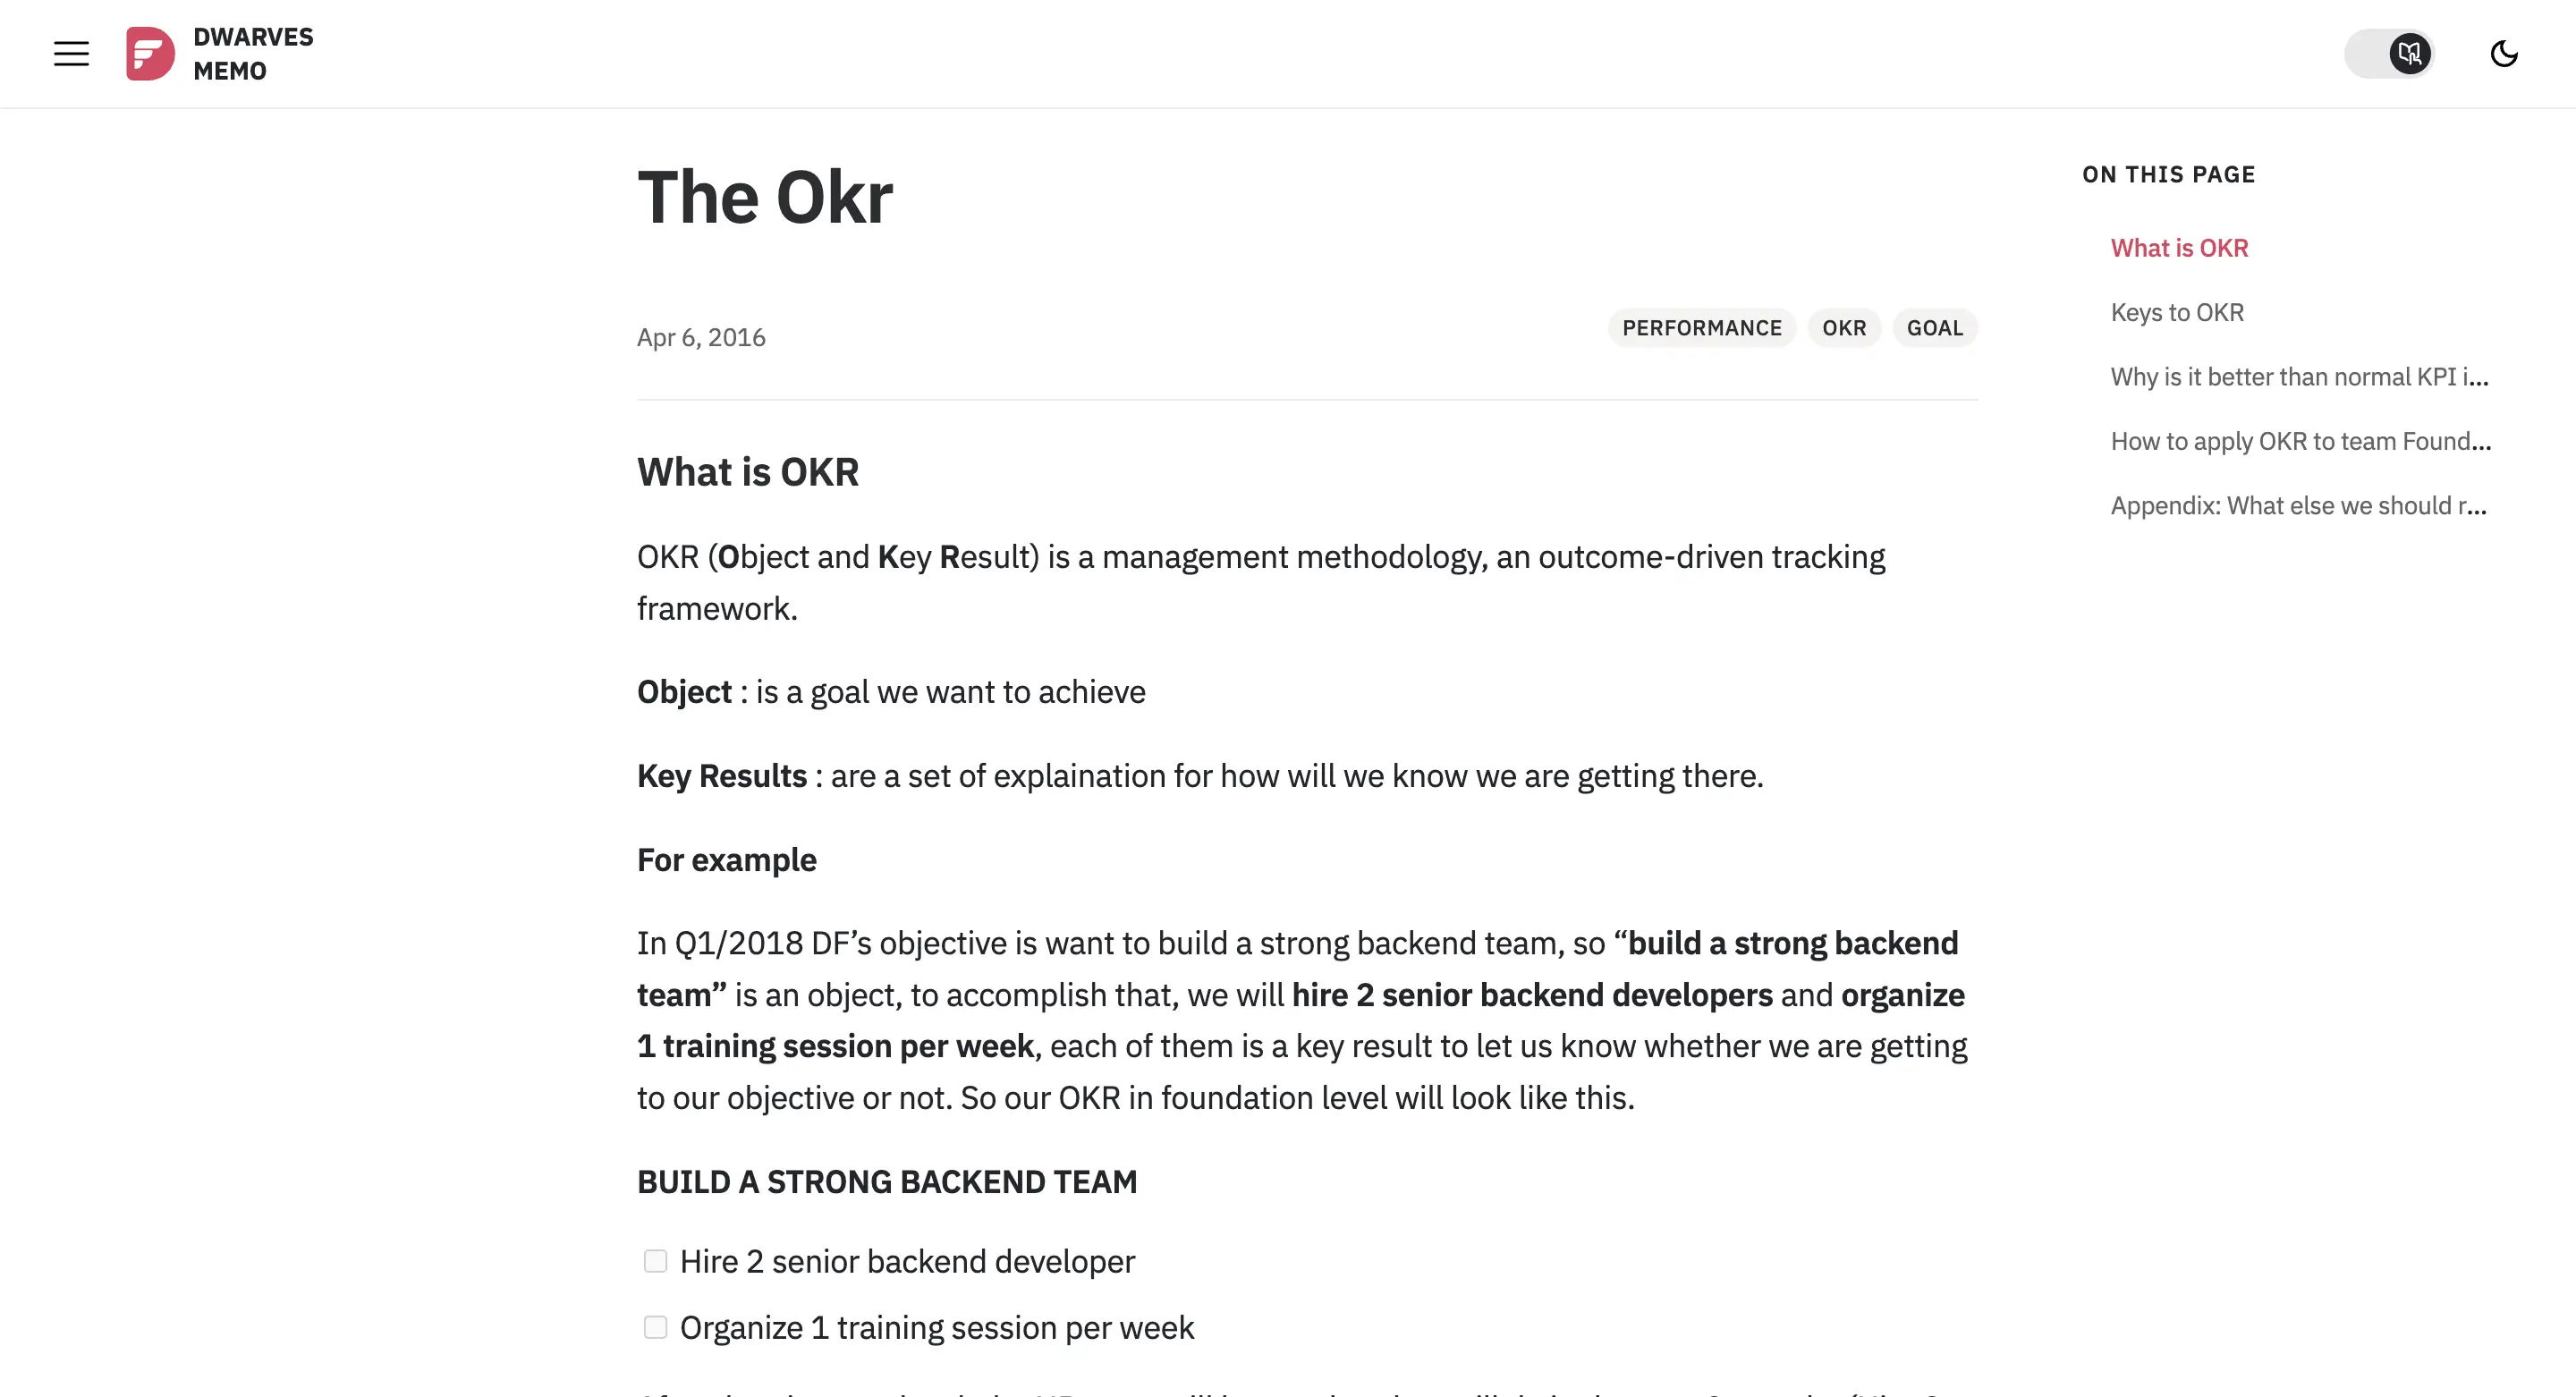 DWARVES
MEMO
The Okr
Apr 6, 2016
PERFORMANCE OKR GOAL
What is OKR
OKR (Object and Key Result) is a management methodology, an outcome-driven tracking
framework.
Object : is a goal we want to achieve
Key Results : are a set of explaination for how will we know we are getting there.
For example
In Q1/2018 DF’s objective is want to build a strong backend team, so “build a strong backend
team” is an object, to accomplish that, we will hire 2 senior backend developers and organize
1 training session per week, each of them is a key result to let us know whether we are getting
to our objective or not. So our OKR in foundation level will look like this.
BUILD A STRONG BACKEND TEAM
Hire 2 senior backend developer
Organize 1 training session per week
ON THIS PAGE
What is OKR
Keys to OKR
Why is it better than normal KPI i...
How to apply OKR to team Found...
Appendix: What else we should r...